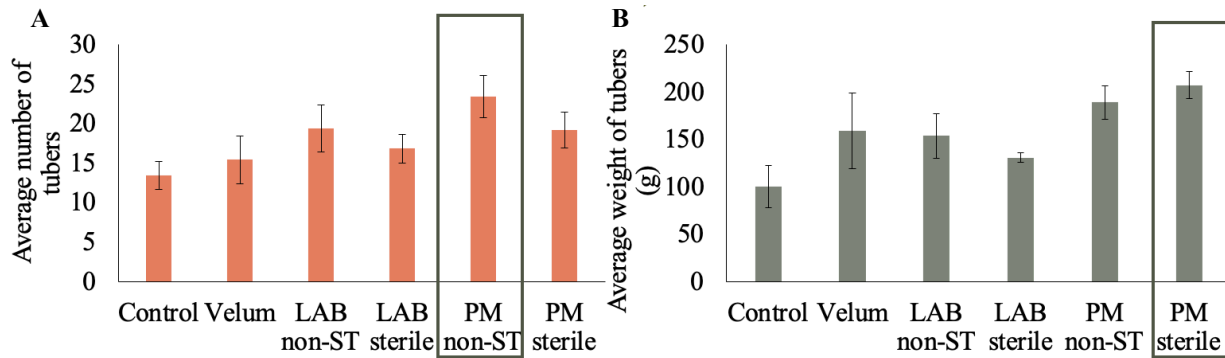 A
Average number of
tubers
30
25
20
15
10
5
0
Control
Velum
LAB
non-ST
LAB
sterile
PM
non-ST
PM
sterile
B
Average weight of tubers
(g)
250
200
150
100
50
0
Control
Velum
LAB
non-ST
LAB
sterile
PM
non-ST
PM
sterile